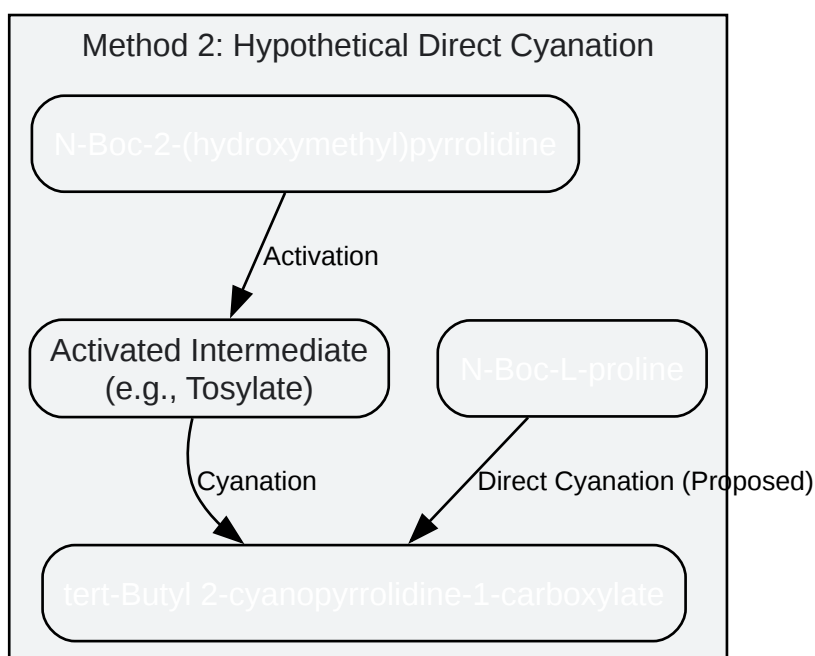 Method 2: Hypothetical Direct Cyanation
N-Boc-2-(hydroxymethyl)pyrrolidine
Activation
Activated Intermediate
(e.g., Tosylate)
N-Boc-L-proline
Cyanation
Direct Cyanation (Proposed)
tert-Butyl 2-cyanopyrrolidine-1-carboxylate